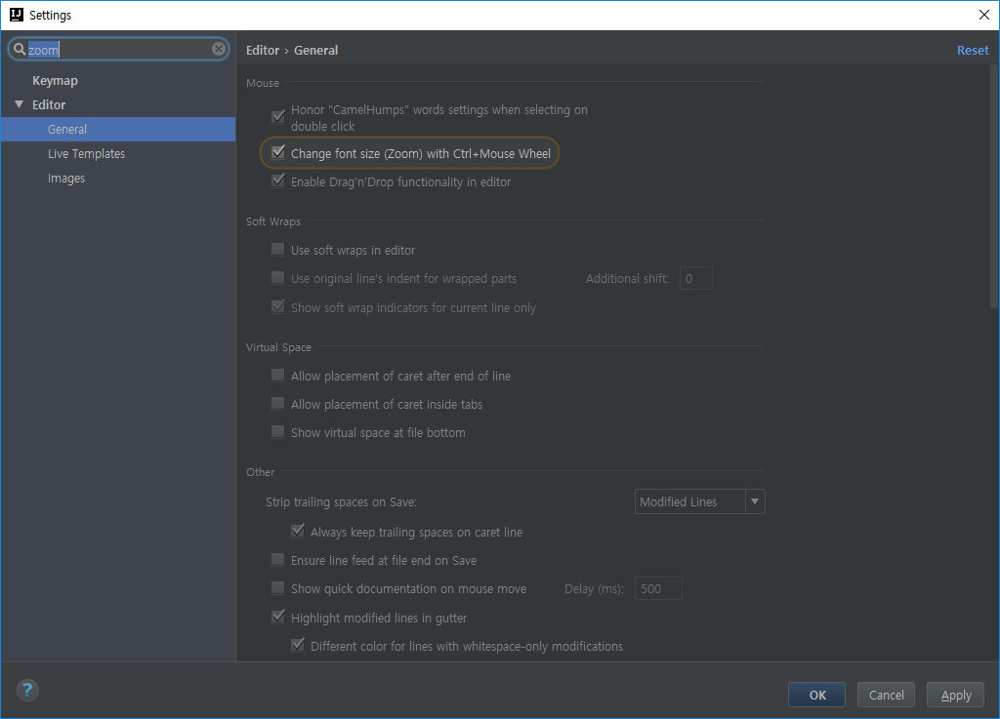 IJ Settings
zoom
Keymap
Editor
General
Live Templates
Images
Editor › General
Reset
Mouse
Honor "CamelHumps" words settings when selecting on
double click
Change font size (Zoom) with Ctrl+Mouse Wheel
Enable Drag'n'Drop functionality in editor
Soft Wraps
Use soft wraps in editor
Use original line's indent for wrapped parts Additional shift: 0
Show soft wrap indicators for current line only
Virtual Space
Allow placement of caret after end of line
Allow placement of caret inside tabs
Show virtual space at file bottom
Other
Strip trailing spaces on Save: Modified Lines
Always keep trailing spaces on caret line
Ensure line feed at file end on Save
Show quick documentation on mouse move Delay (ms): 500
Highlight modified lines in gutter
Different color for lines with whitespace-only modifications
? OK Cancel Apply